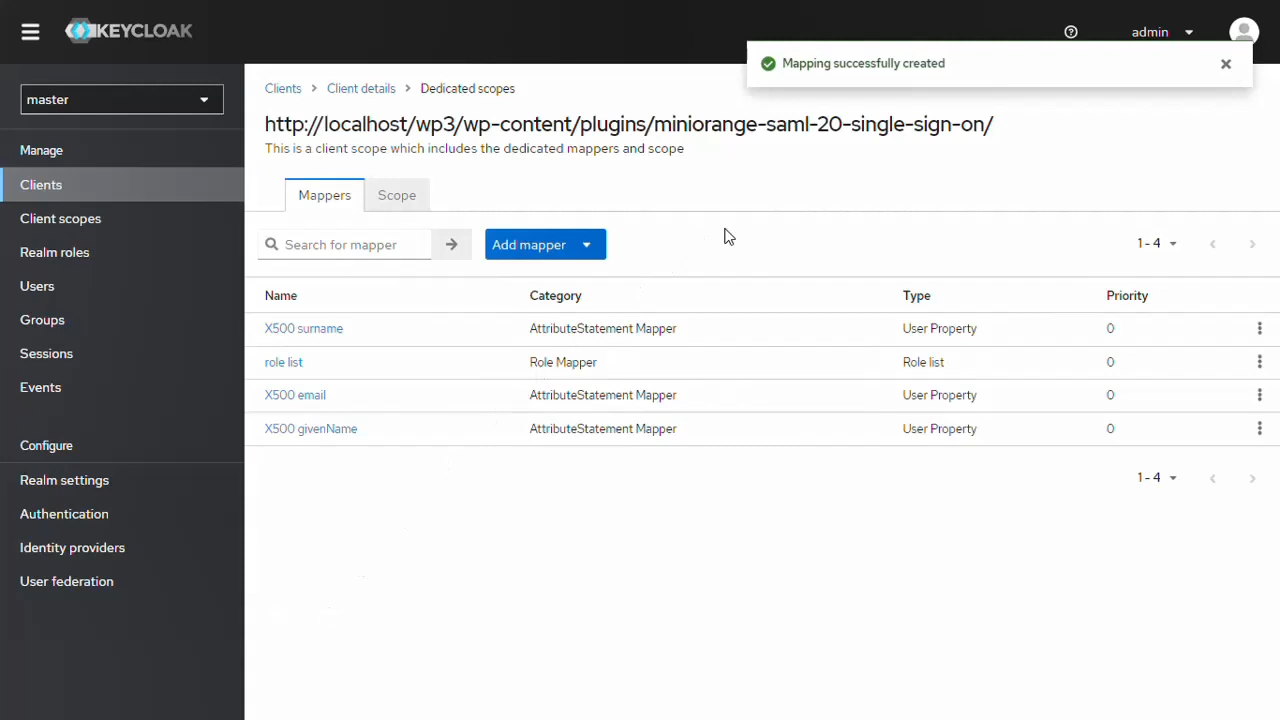 KEYCLOAK
admin
Mapping successfully created
master
Manage
Clients
Client scopes
Realm roles
Users
Groups
Sessions
Events
Configure
Realm settings
Authentication
Identity providers
User federation
Clients > Client details > Dedicated scopes
http://localhost/wp3/wp-content/plugins/miniorange-saml-20-single-sign-on/
This is a client scope which includes the dedicated mappers and scope
Mappers Scope
Search for mapper Add mapper 1 - 4
Name Category Type Priority
X500 surname AttributeStatement Mapper User Property 0
role list Role Mapper Role list 0
X500 email AttributeStatement Mapper User Property 0
X500 givenName AttributeStatement Mapper User Property 0
1 - 4